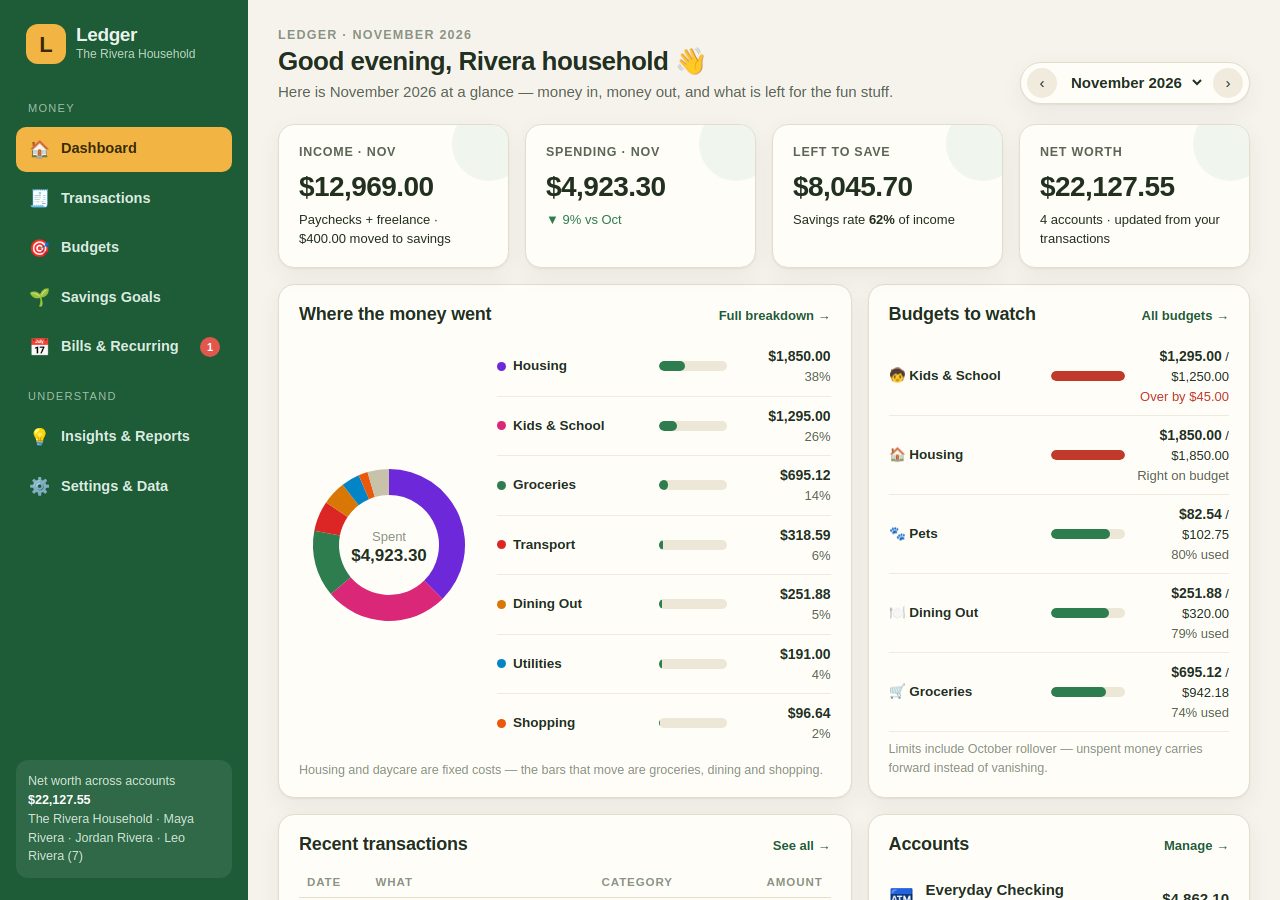 L
Ledger
The Rivera Household
MONEY
Dashboard
Transactions
Budgets
Savings Goals
Bills & Recurring
1
UNDERSTAND
Insights & Reports
Settings & Data
Net worth across accounts
$22,127.55
The Rivera Household · Maya
Rivera · Jordan Rivera · Leo
Rivera (7)
LEDGER · NOVEMBER 2026
Good evening, Rivera household 👋
Here is November 2026 at a glance — money in, money out, and what is left for the fun stuff.
‹ November 2026 ›
INCOME · NOV
$12,969.00
Paychecks + freelance ·
$400.00 moved to savings
SPENDING · NOV
$4,923.30
▼ 9% vs Oct
LEFT TO SAVE
$8,045.70
Savings rate 62% of income
NET WORTH
$22,127.55
4 accounts · updated from your
transactions
Where the money went
Full breakdown →
Spent
$4,923.30
Housing
$1,850.00
38%
Kids & School
$1,295.00
26%
Groceries
$695.12
14%
Transport
$318.59
6%
Dining Out
$251.88
5%
Utilities
$191.00
4%
Shopping
$96.64
2%
Housing and daycare are fixed costs — the bars that move are groceries, dining and shopping.
Budgets to watch
All budgets →
Kids & School
$1,295.00 /
$1,250.00
Over by $45.00
Housing
$1,850.00 /
$1,850.00
Right on budget
Pets
$82.54 /
$102.75
80% used
Dining Out
$251.88 /
$320.00
79% used
Groceries
$695.12 /
$942.18
74% used
Limits include October rollover — unspent money carries
forward instead of vanishing.
Recent transactions
See all →
DATE WHAT CATEGORY AMOUNT
Accounts
Manage →
ATM
Everyday Checking
$4,862.10